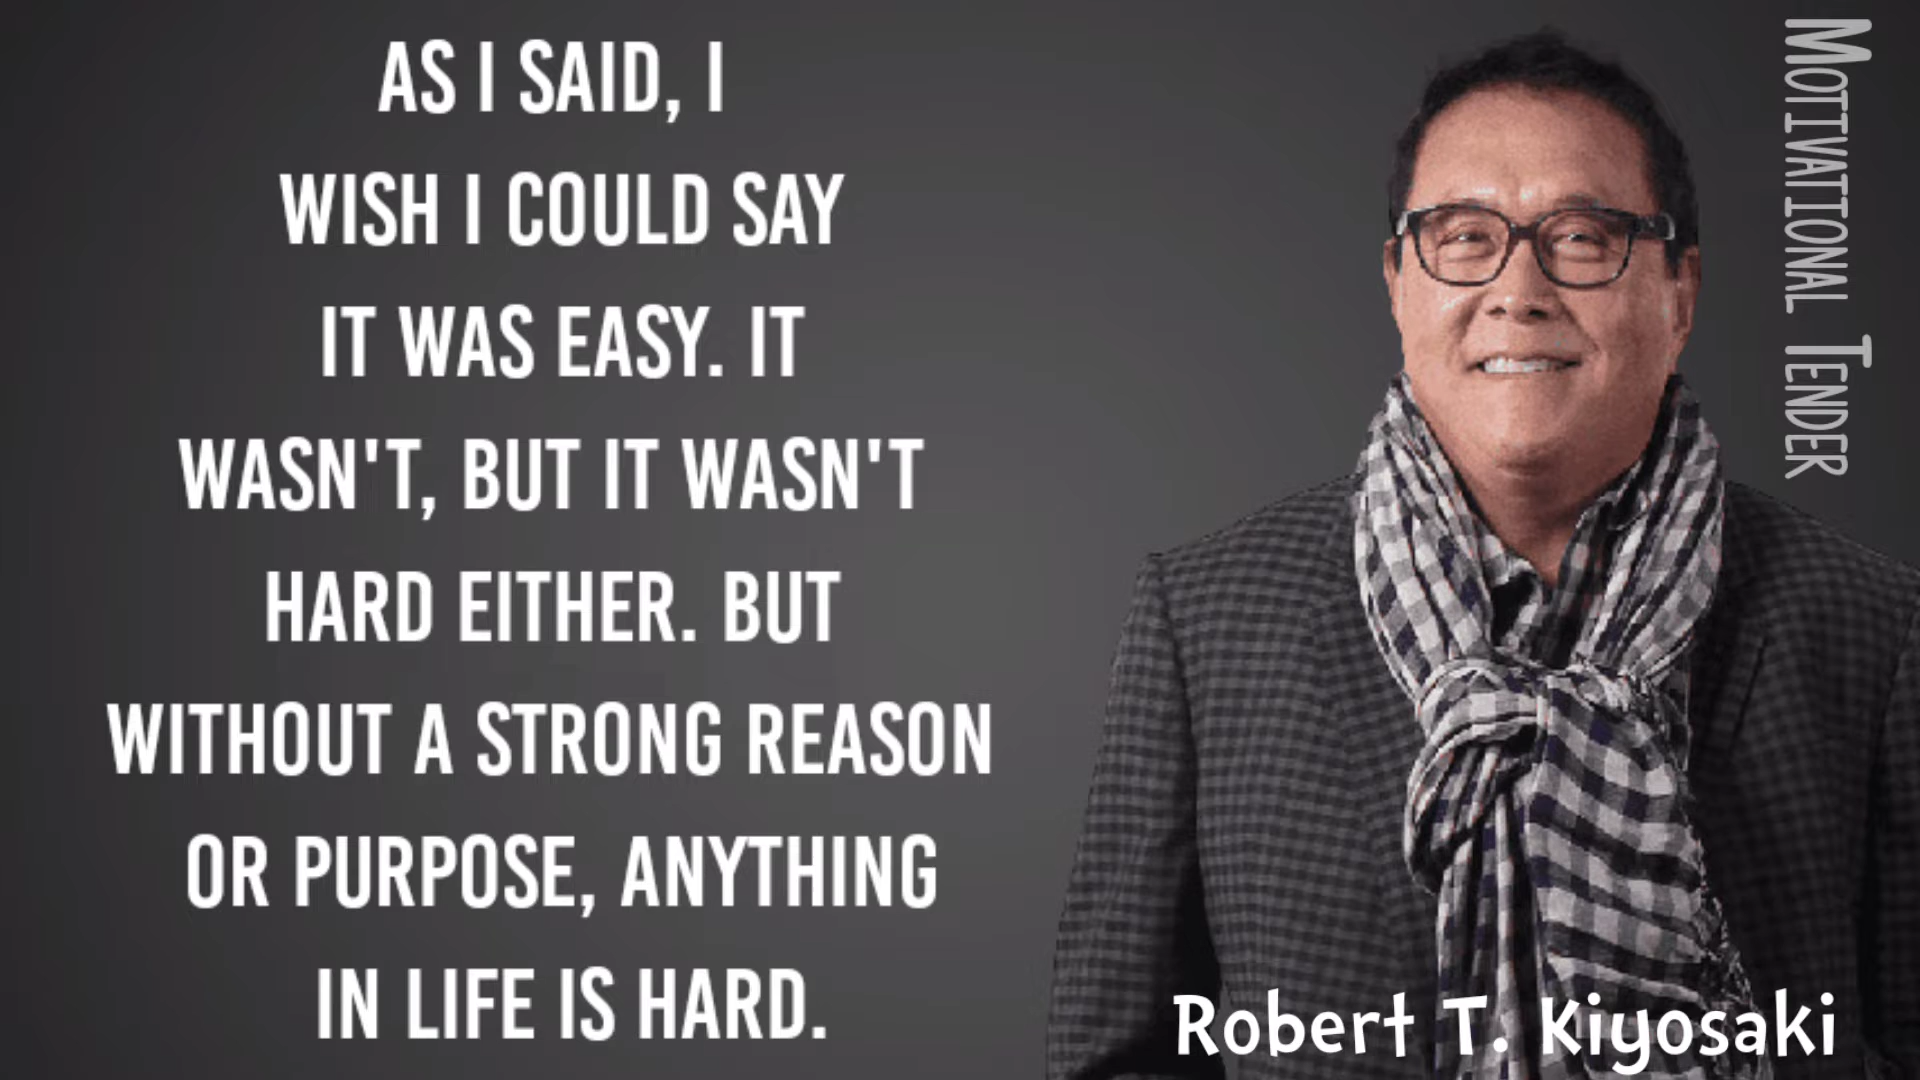 AS I SAID, I
WISH I COULD SAY
IT WAS EASY. IT
WASN'T, BUT IT WASN'T
HARD EITHER. BUT
WITHOUT A STRONG REASON
OR PURPOSE, ANYTHING
IN LIFE IS HARD.
Robert T. Kiyosaki
MOTIVATIONAL TENDER